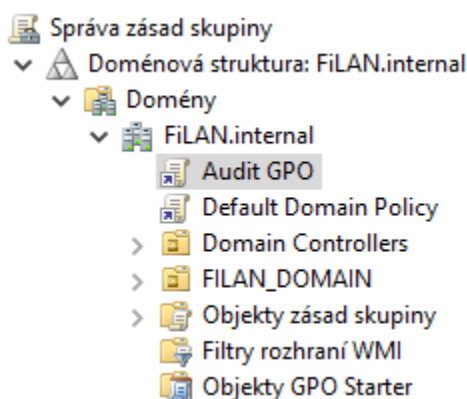 Správa zásad skupiny
Doménová struktura: FiLAN.internal
Domény
FiLAN.internal
Audit GPO
Default Domain Policy
Domain Controllers
FILAN_DOMAIN
Objekty zásad skupiny
Filtry rozhraní WMI
Objekty GPO Starter